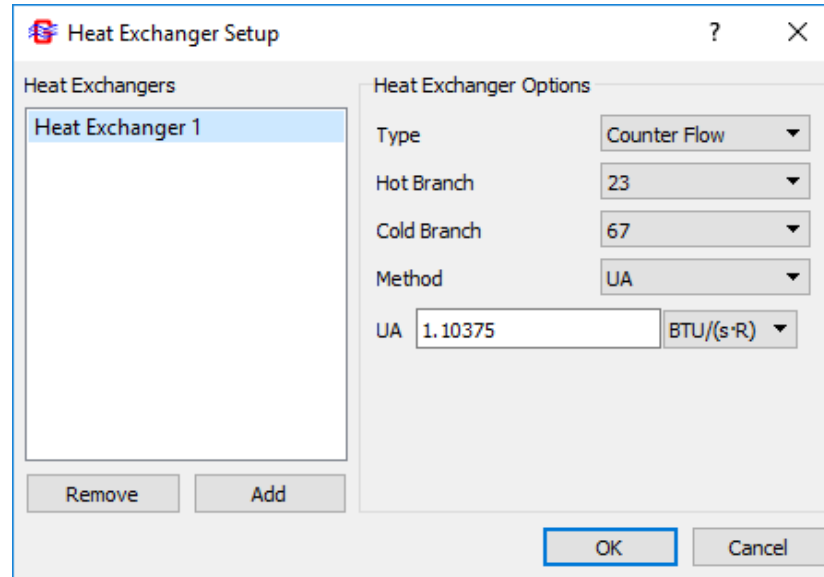 Heat Exchanger Setup ?
Heat Exchangers
Heat Exchanger 1
Remove Add
Heat Exchanger Options
Type Counter Flow
Hot Branch 23
Cold Branch 67
Method UA
UA 1.10375 BTU/(s·R)
OK Cancel